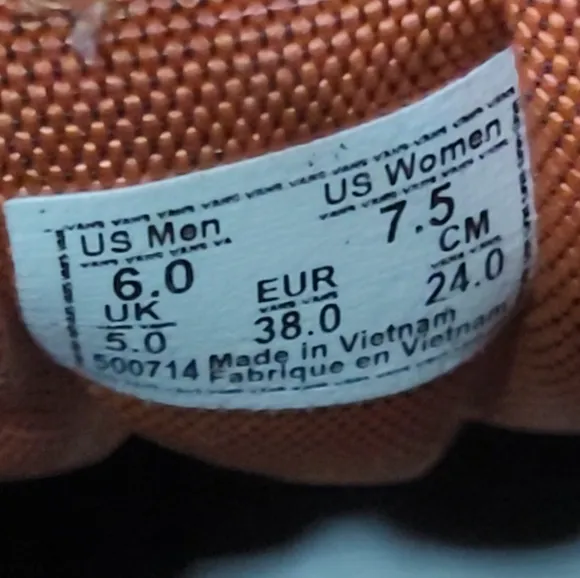 US Men
6.0
UK
5.0
EUR
38.0
US Women
7.5
CM
24.0
500714 Made in Vietnam
Fabrique en Vietnam